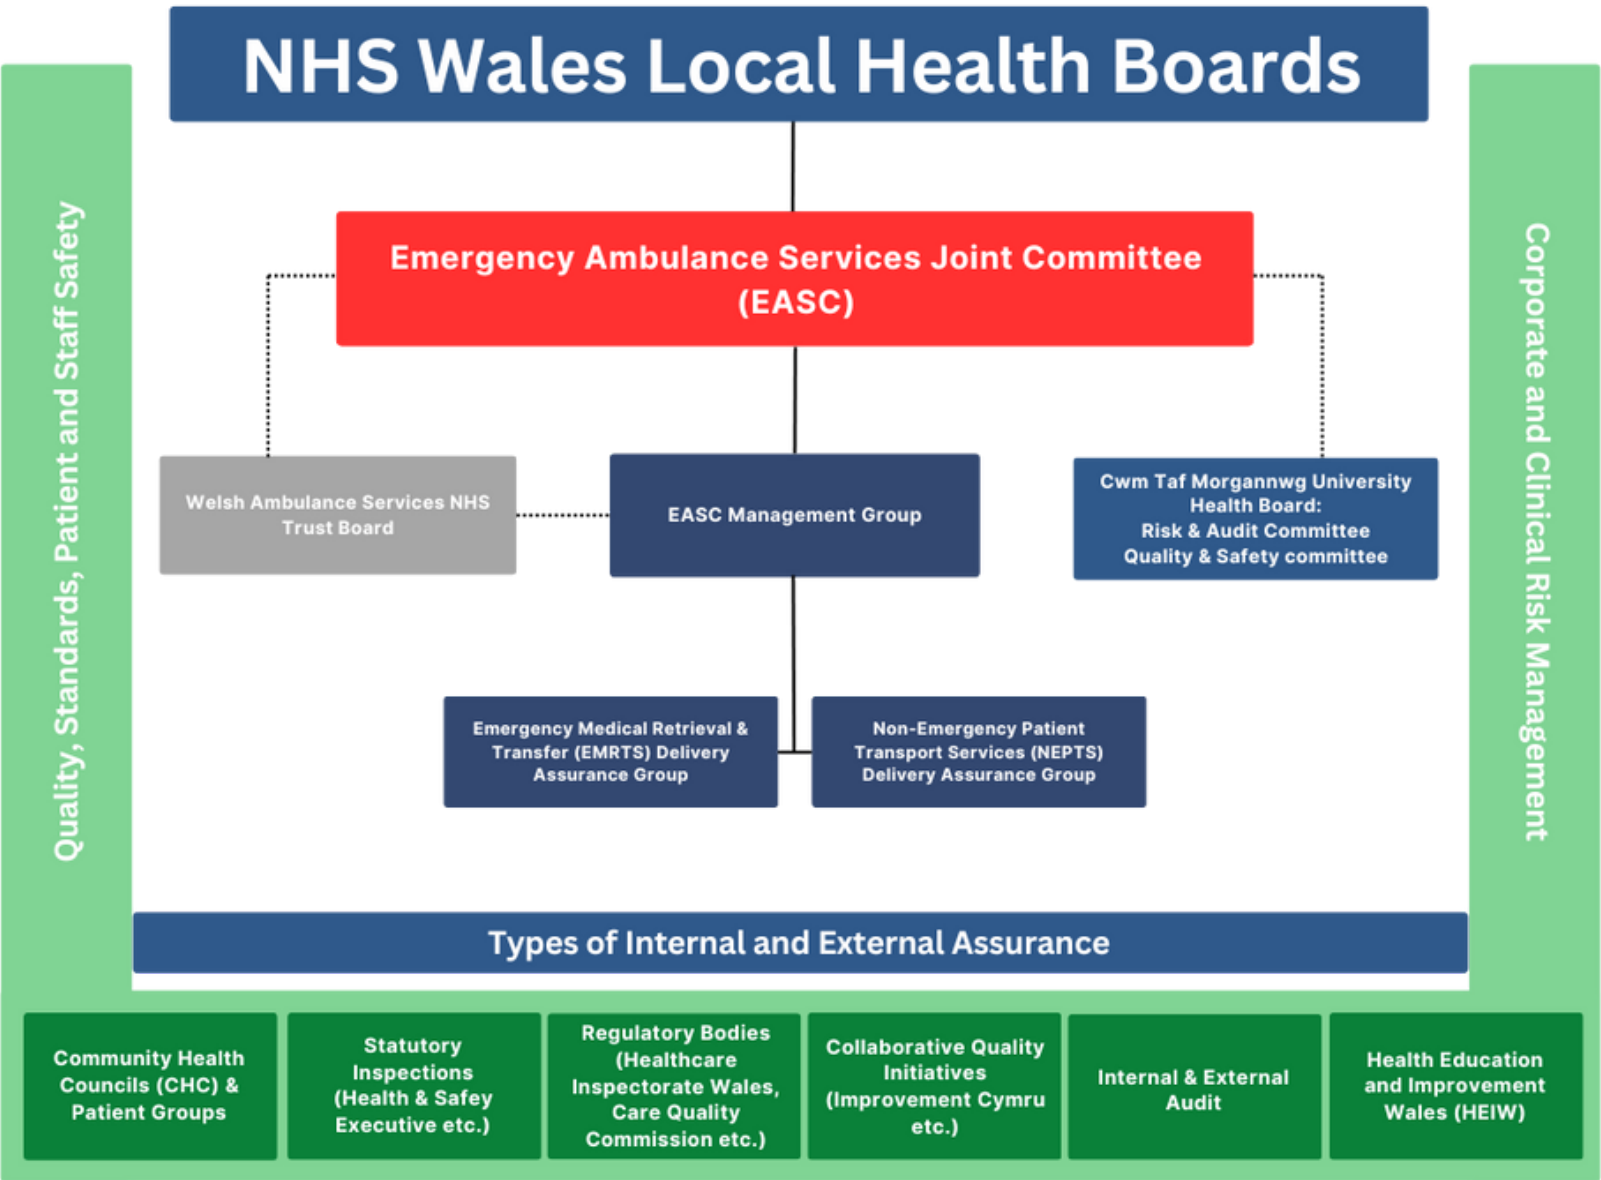 NHS Wales Local Health Boards
Quality, Standards, Patient and Staff Safety
Corporate and Clinical Risk Management
Emergency Ambulance Services Joint Committee
(EASC)
Welsh Ambulance Services NHS
Trust Board
EASC Management Group
Cwm Taf Morgannwg University
Health Board:
Risk & Audit Committee
Quality & Safety committee
Emergency Medical Retrieval &
Transfer (EMRTS) Delivery
Assurance Group
Non-Emergency Patient
Transport Services (NEPTS)
Delivery Assurance Group
Types of Internal and External Assurance
Community Health
Councils (CHC) &
Patient Groups
Statutory
Inspections
(Health & Safey
Executive etc.)
Regulatory Bodies
(Healthcare
Inspectorate Wales,
Care Quality
Commission etc.)
Collaborative Quality
Initiatives
(Improvement Cymru
etc.)
Internal & External
Audit
Health Education
and Improvement
Wales (HEIW)